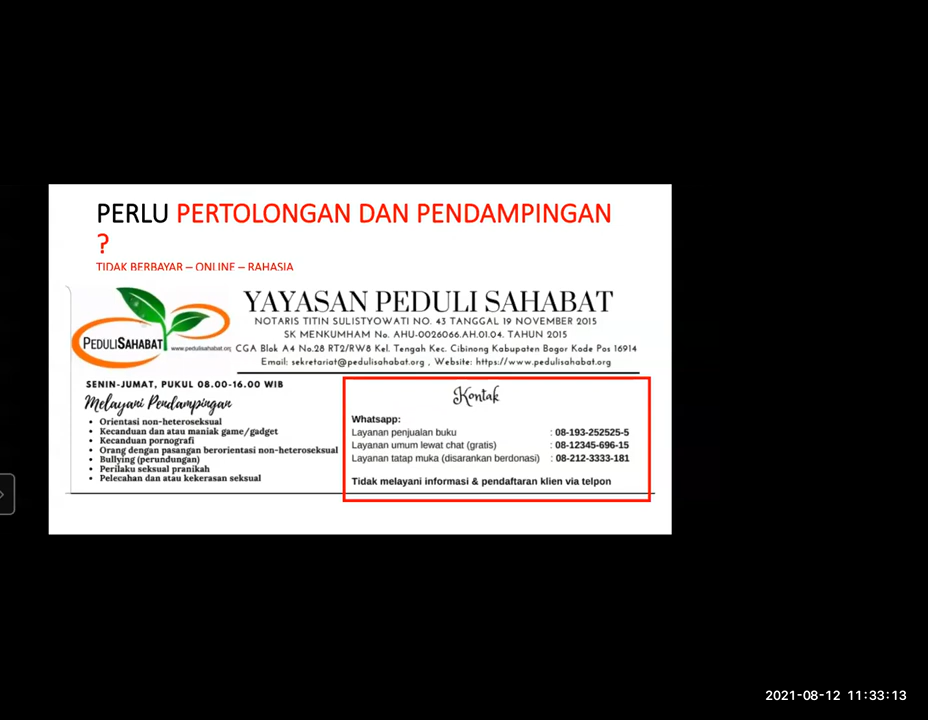 PERLU PERTOLONGAN DAN PENDAMPINGAN
?
TIDAK BERBAYAR – ONLINE – RAHASIA
YAYASAN PEDULI SAHABAT
NOTARIS TITIN SULISTYOWATI NO. 43 TANGGAL 19 NOVEMBER 2015
SK MENKUMHAM No. AHU-0026066.AH.01.04. TAHUN 2015
CGA Blok A4 No.28 RT2/RW8 Kel. Tengah Kec. Cibinong Kabupaten Bogor Kode Pos 16914
Email: sekretariat@pedulisahabat.org , Website: https://www.pedulisahabat.org
PEDULISAHABAT
www.pedulisahabat.org
SENIN-JUMAT, PUKUL 08.00-16.00 WIB
Melayani Pendampingan
• Orientasi non-heteroseksual
• Kecanduan dan atau maniak game/gadget
• Kecanduan pornografi
• Orang dengan pasangan berorientasi non-heteroseksual
• Bullying (perundungan)
• Perilaku seksual pranikah
• Pelecahan dan atau kekerasan seksual
Kontak
Whatsapp:
Layanan penjualan buku : 08-193-252525-5
Layanan umum lewat chat (gratis) : 08-12345-696-15
Layanan tatap muka (disarankan berdonasi) : 08-212-3333-181
Tidak melayani informasi & pendaftaran klien via telpon
2021-08-12 11:33:13